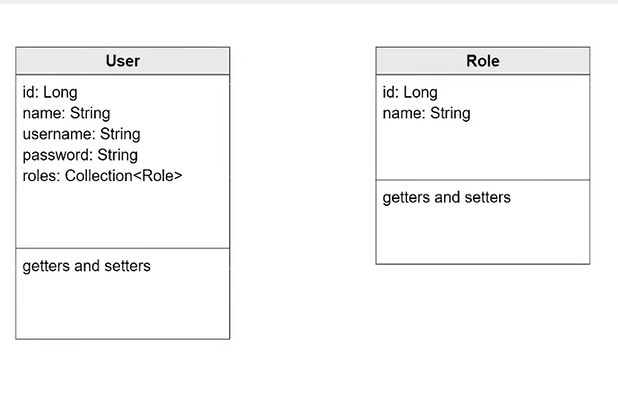 User
id: Long
name: String
username: String
password: String
roles: Collection<Role>
getters and setters
Role
id: Long
name: String
getters and setters